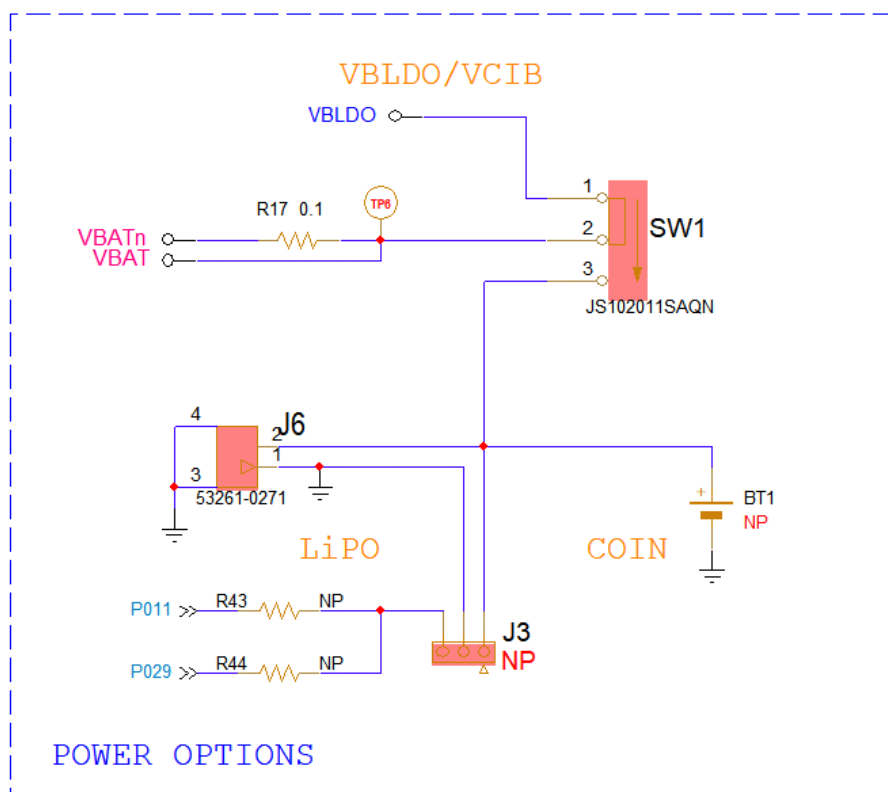 VBLDO/VCIB
VBLDO
1
R17 0.1
TP6
2
SW1
VBATn
VBAT
3
JS102011SAQN
4
J6
2
1
3
53261-0271
+
BT1
NP
LiPO
COIN
P011
R43
NP
J3
NP
P029
R44
NP
POWER OPTIONS